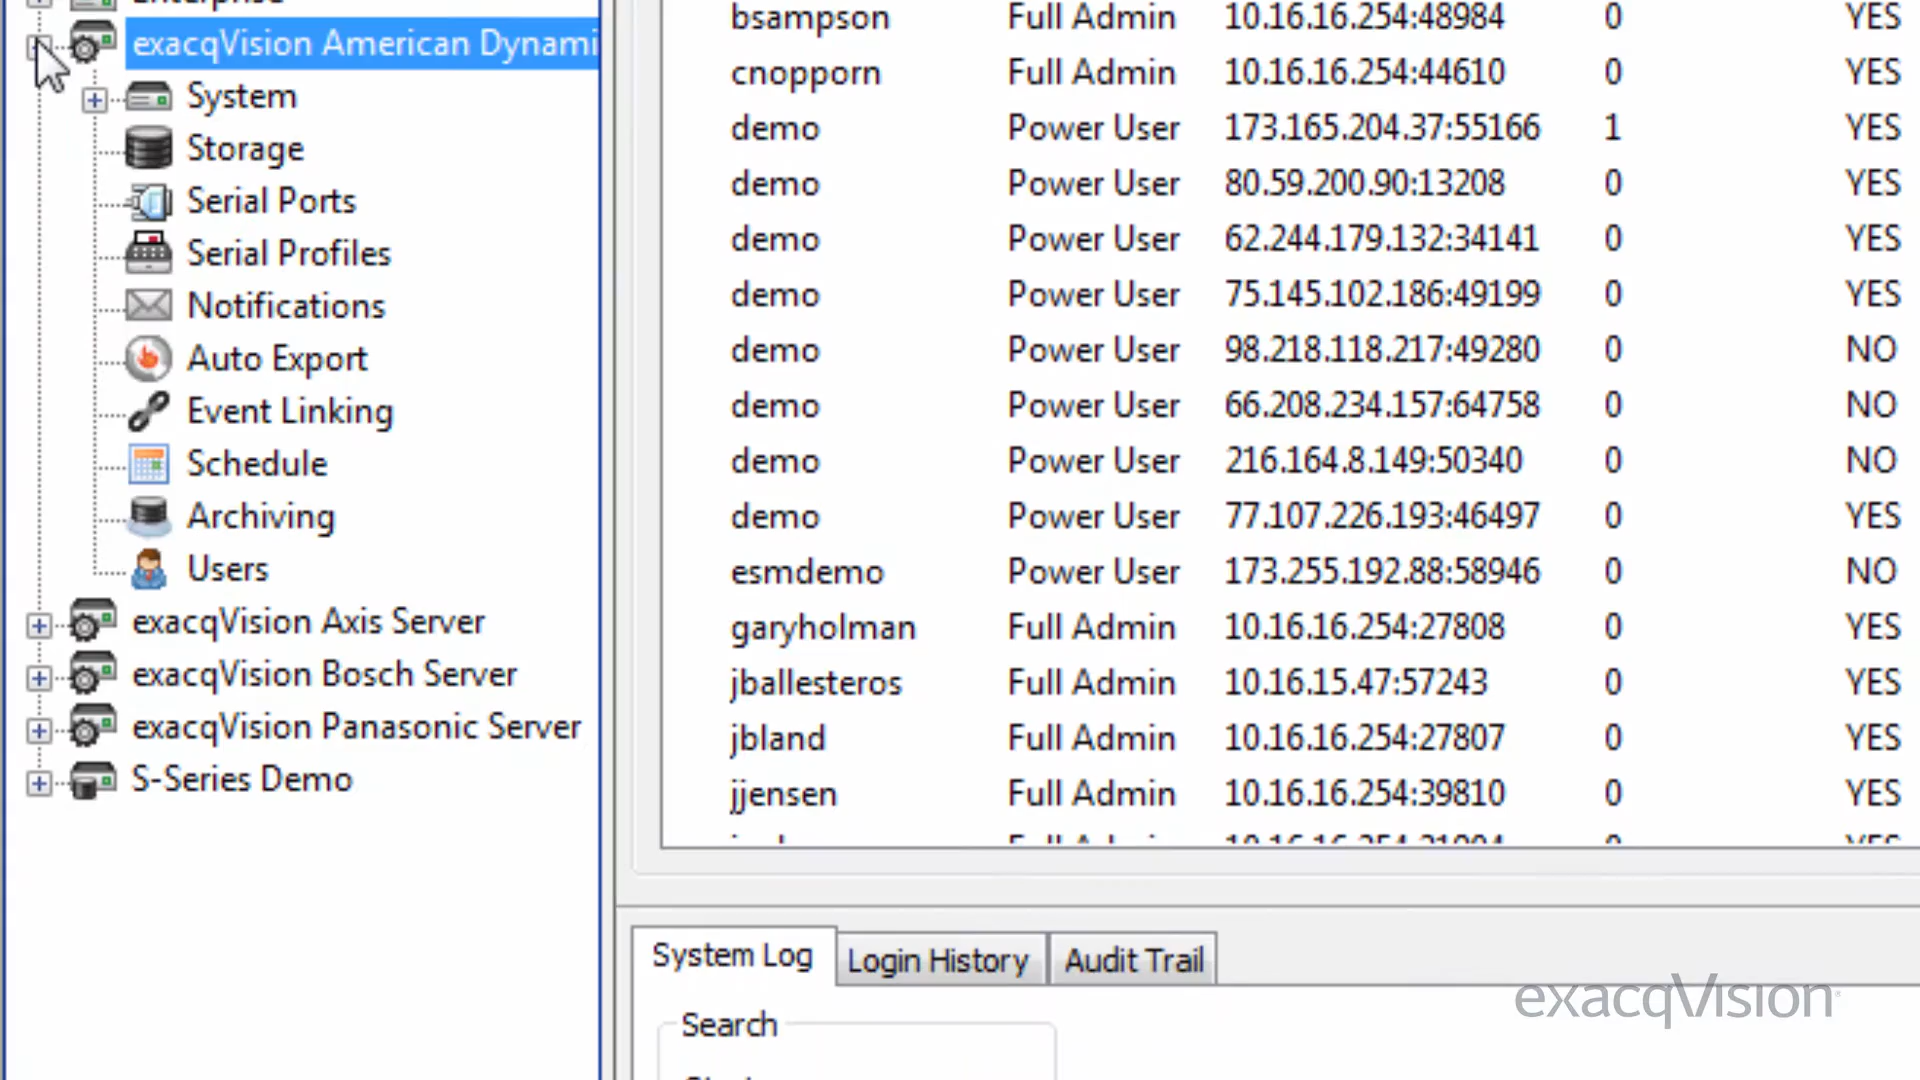 Enterprise
exacqVision American Dynami
System
Storage
Serial Ports
Serial Profiles
Notifications
Auto Export
Event Linking
Schedule
Archiving
Users
exacqVision Axis Server
exacqVision Bosch Server
exacqVision Panasonic Server
S-Series Demo
bsampson Full Admin 10.16.16.254:48984 0 YES
cnopporn Full Admin 10.16.16.254:44610 0 YES
demo Power User 173.165.204.37:55166 1 YES
demo Power User 80.59.200.90:13208 0 YES
demo Power User 62.244.179.132:34141 0 YES
demo Power User 75.145.102.186:49199 0 YES
demo Power User 98.218.118.217:49280 0 NO
demo Power User 66.208.234.157:64758 0 NO
demo Power User 216.164.8.149:50340 0 NO
demo Power User 77.107.226.193:46497 0 YES
esmdemo Power User 173.255.192.88:58946 0 NO
garyholman Full Admin 10.16.16.254:27808 0 YES
jballesteros Full Admin 10.16.15.47:57243 0 YES
jbland Full Admin 10.16.16.254:27807 0 YES
jjensen Full Admin 10.16.16.254:39810 0 YES
System Log Login History Audit Trail
Search
exacqVision